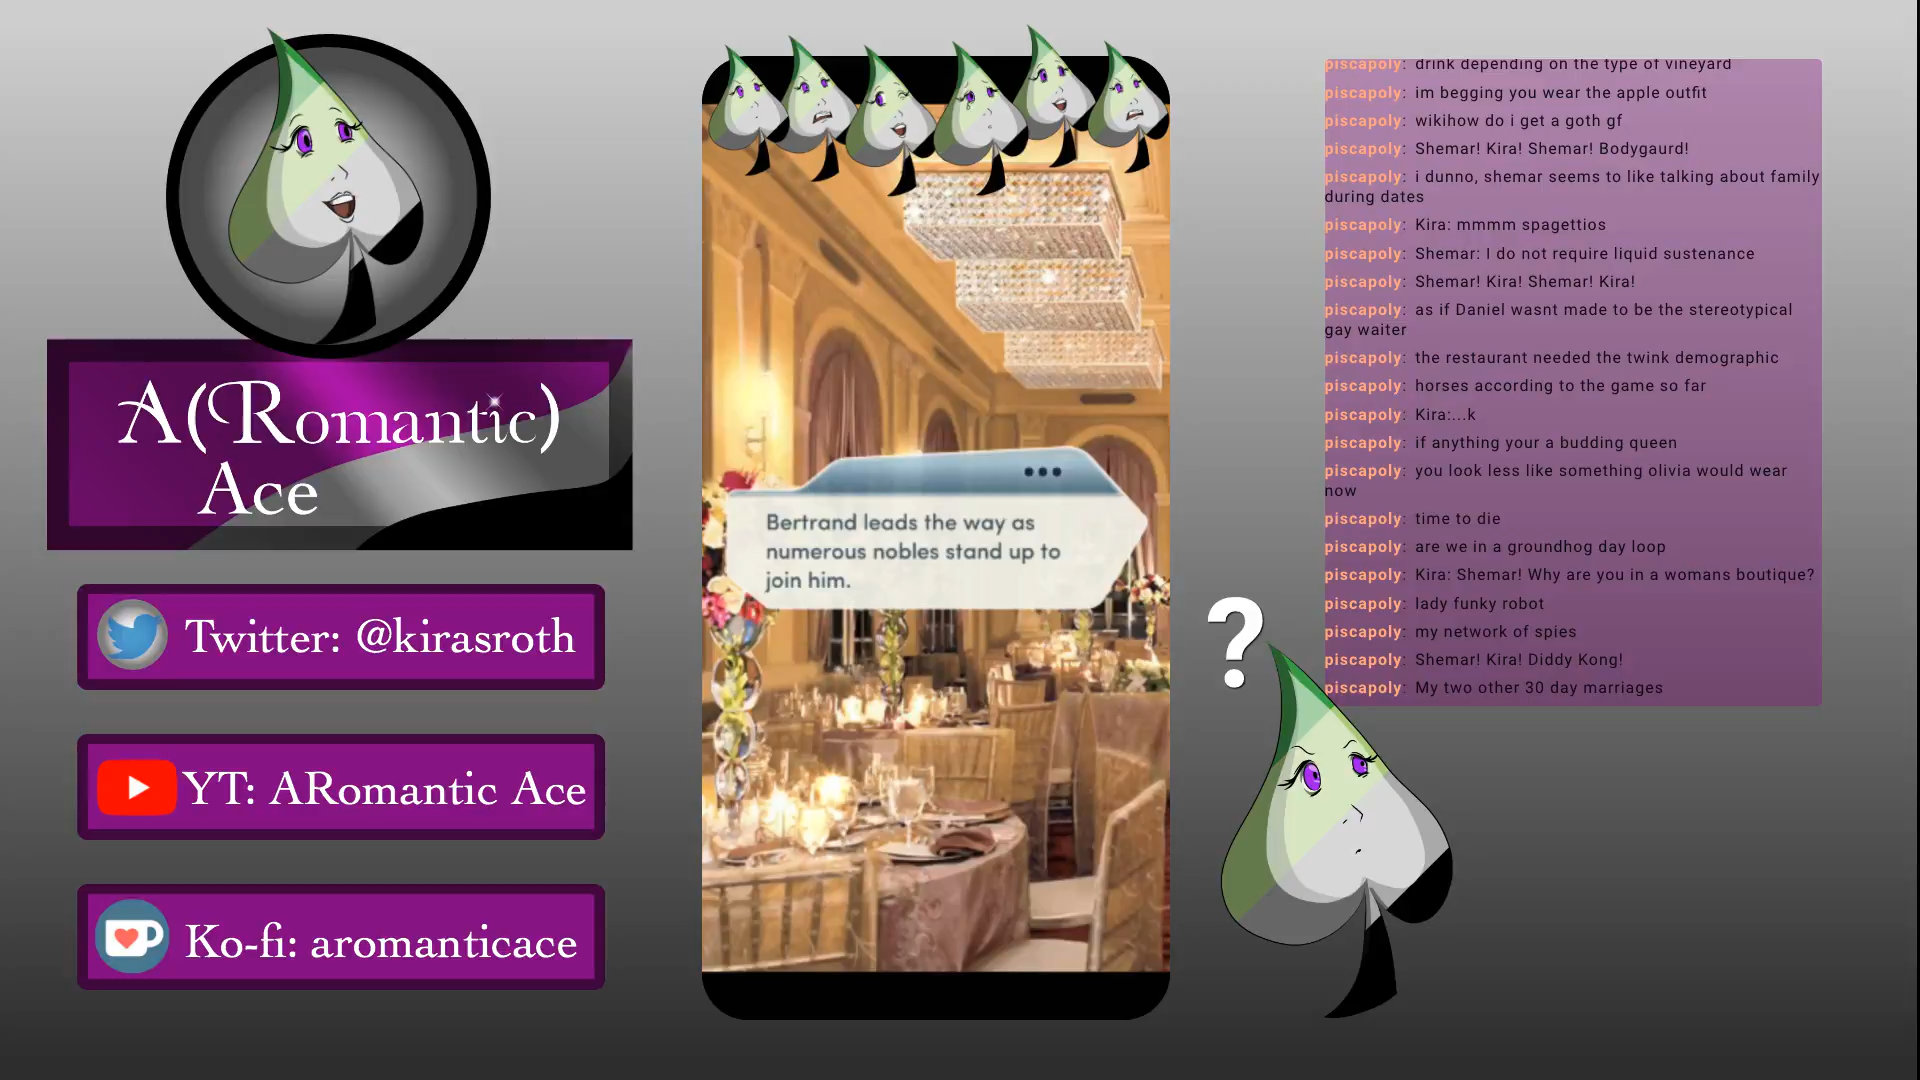 A(Romantic)
Ace
Twitter: @kirasroth
YT: ARomantic Ace
Ko-fi: aromanticace
Bertrand leads the way as
numerous nobles stand up to
join him.
?
piscapoly: drink depending on the type of vineyard
piscapoly: im begging you wear the apple outfit
piscapoly: wikihow do i get a goth gf
piscapoly: Shemar! Kira! Shemar! Bodygaurd!
piscapoly: i dunno, shemar seems to like talking about family
during dates
piscapoly: Kira: mmmm spagettios
piscapoly: Shemar: I do not require liquid sustenance
piscapoly: Shemar! Kira! Shemar! Kira!
piscapoly: as if Daniel wasnt made to be the stereotypical
gay waiter
piscapoly: the restaurant needed the twink demographic
piscapoly: horses according to the game so far
piscapoly: Kira:...k
piscapoly: if anything your a budding queen
piscapoly: you look less like something olivia would wear
now
piscapoly: time to die
piscapoly: are we in a groundhog day loop
piscapoly: Kira: Shemar! Why are you in a womans boutique?
piscapoly: lady funky robot
piscapoly: my network of spies
piscapoly: Shemar! Kira! Diddy Kong!
piscapoly: My two other 30 day marriages